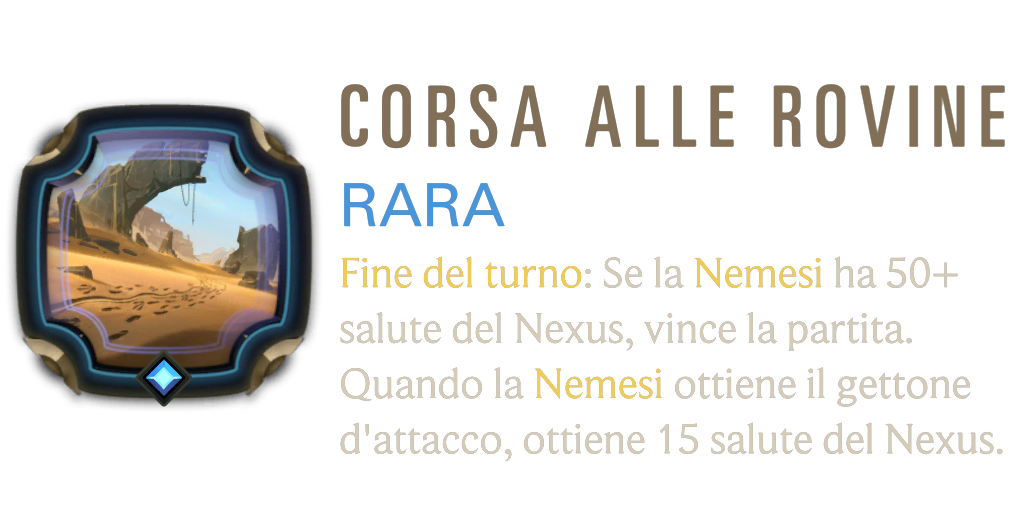 CORSA ALLE ROVINE
RARA
Fine del turno: Se la Nemesi ha 50+
salute del Nexus, vince la partita.
Quando la Nemesi ottiene il gettone
d'attacco, ottiene 15 salute del Nexus.